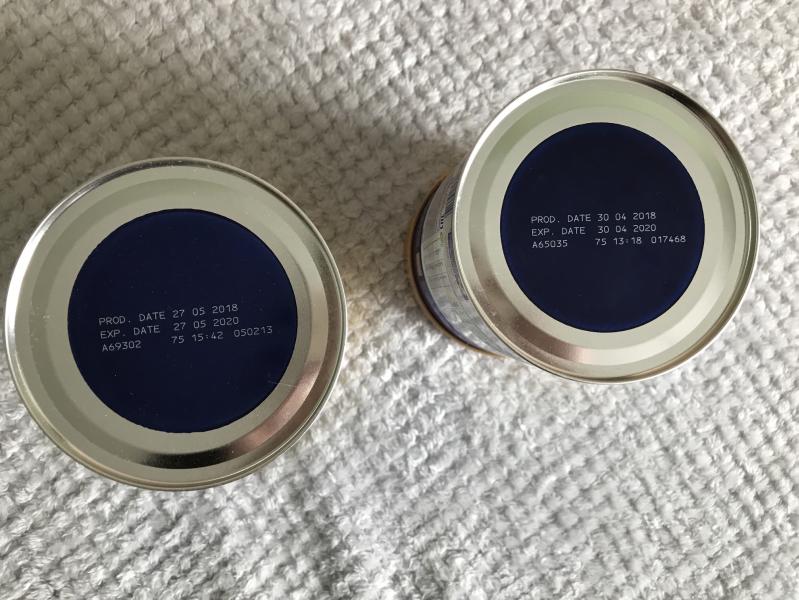 PROD. DATE 27 05 2018
EXP. DATE 27 05 2020
A69302 75 15:42 050213
PROD. DATE 30 04 2018
EXP. DATE 30 04 2020
A65035 75 13:18 017468